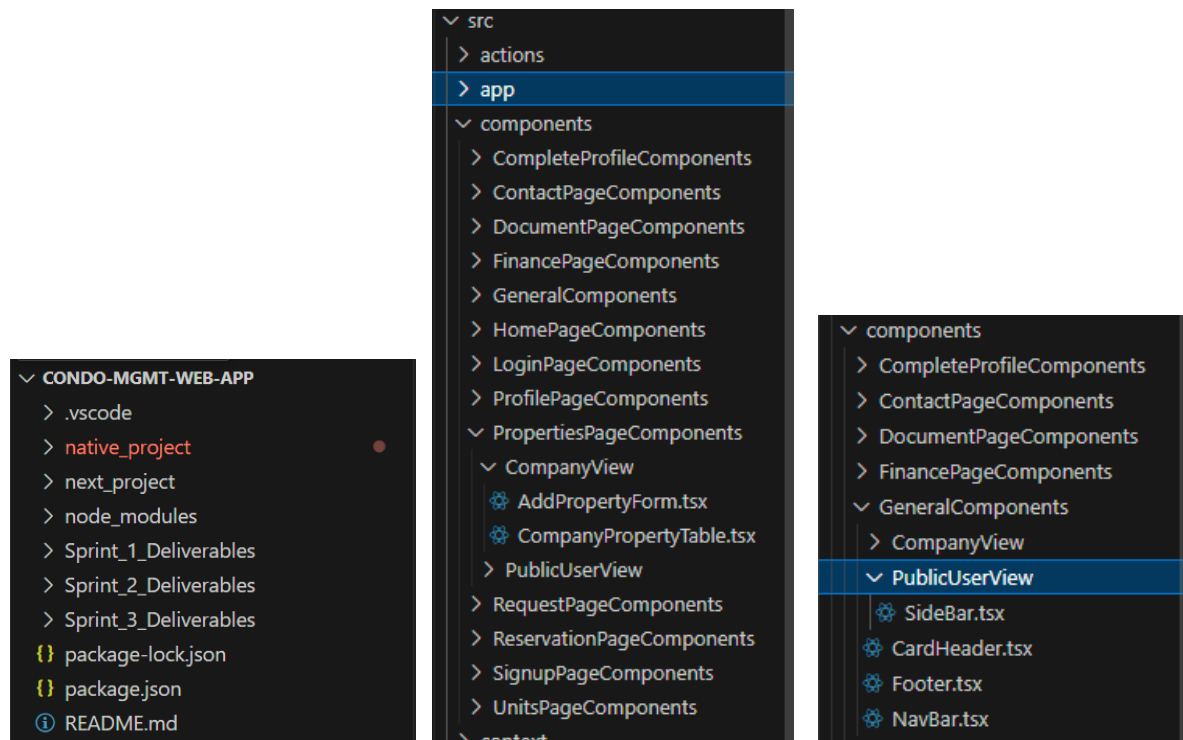 CONDO-MGMT-WEB-APP
.vscode
native_project
next_project
node_modules
Sprint_1_Deliverables
Sprint_2_Deliverables
Sprint_3_Deliverables
package-lock.json
package.json
README.md
src
actions
app
components
CompleteProfileComponents
ContactPageComponents
DocumentPageComponents
FinancePageComponents
GeneralComponents
HomePageComponents
LoginPageComponents
ProfilePageComponents
PropertiesPageComponents
CompanyView
AddPropertyForm.tsx
CompanyPropertyTable.tsx
PublicUserView
RequestPageComponents
ReservationPageComponents
SignupPageComponents
UnitsPageComponents
context
components
CompleteProfileComponents
ContactPageComponents
DocumentPageComponents
FinancePageComponents
GeneralComponents
CompanyView
PublicUserView
SideBar.tsx
CardHeader.tsx
Footer.tsx
NavBar.tsx